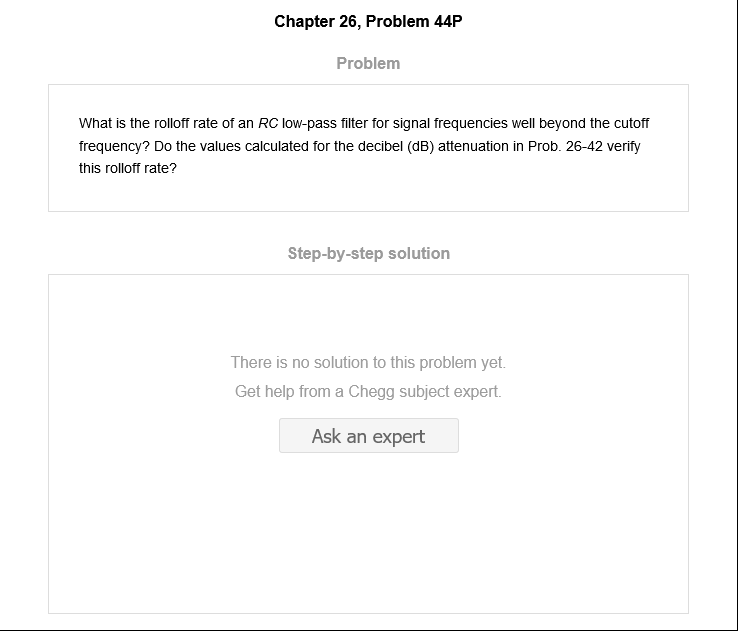 Chapter 26, Problem 44P
Problem
What is the rolloff rate of an RC low-pass filter for signal frequencies well beyond the cutoff
frequency? Do the values calculated for the decibel (dB) attenuation in Prob. 26-42 verify
this rolloff rate?
Step-by-step solution
There is no solution to this problem yet.
Get help from a Chegg subject expert.
Ask an expert